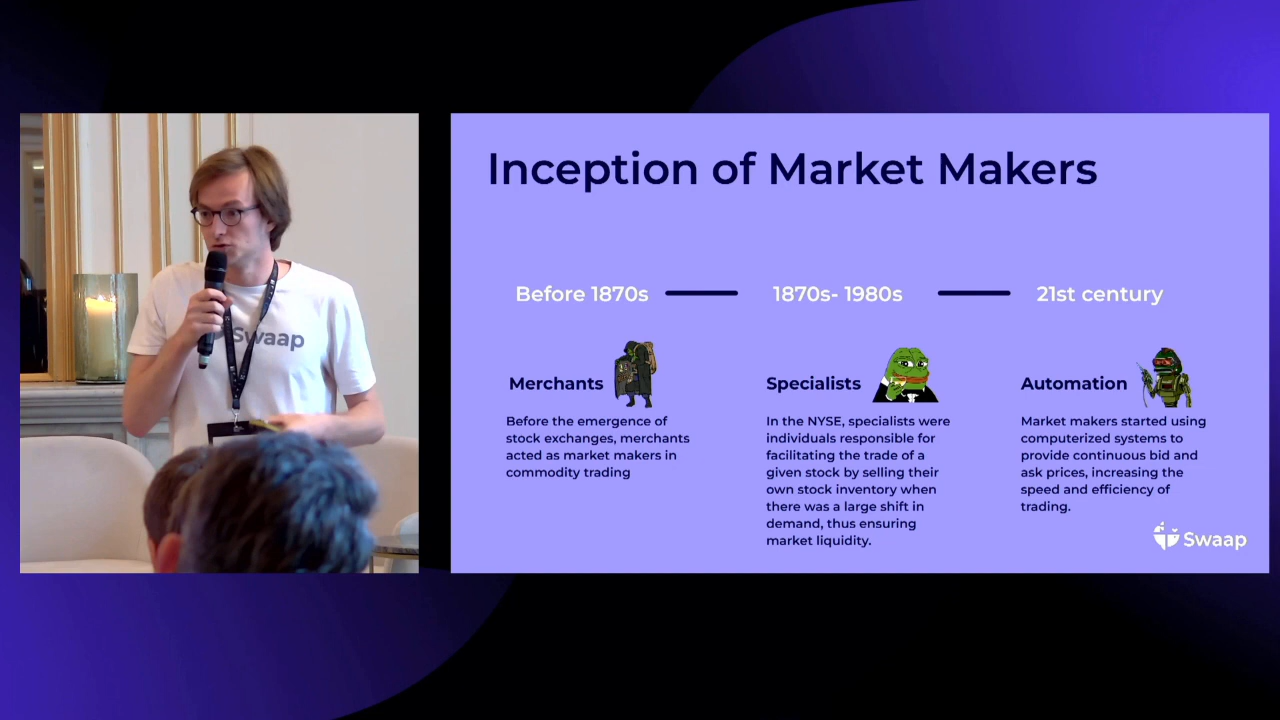 Swaap
Inception of Market Makers
Before 1870s
1870s- 1980s
21st century
Merchants
Before the emergence of
stock exchanges, merchants
acted as market makers in
commodity trading
Specialists
In the NYSE, specialists were
individuals responsible for
facilitating the trade of a
given stock by selling their
own stock inventory when
there was a large shift in
demand, thus ensuring
market liquidity.
Automation
Market makers started using
computerized systems to
provide continuous bid and
ask prices, increasing the
speed and efficiency of
trading.
Swaap